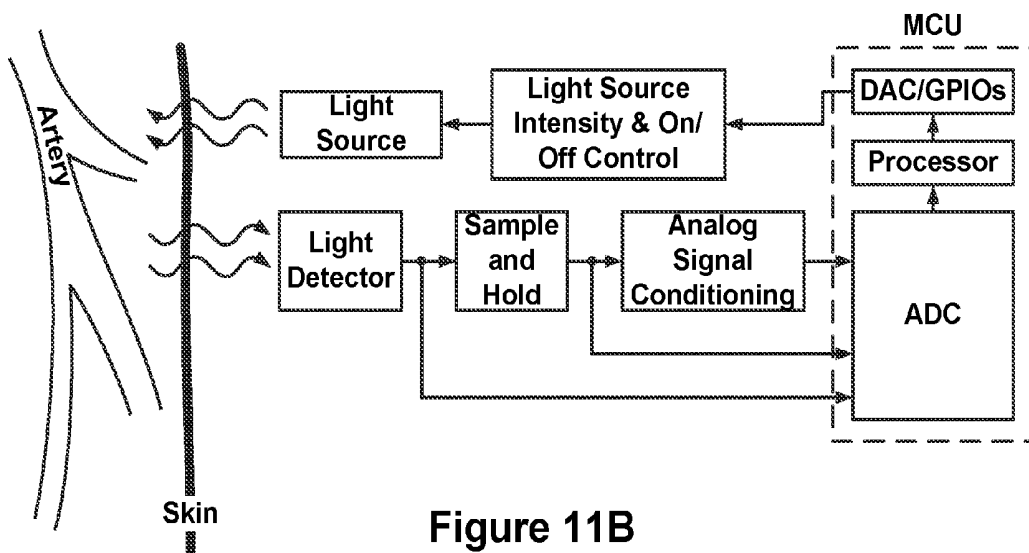 MCU
Artery
Light
Source
Light Source
Intensity & On/
Off Control
DAC/GPIOs
Processor
Light
Detector
Sample
and
Hold
Analog
Signal
Conditioning
ADC
Skin
Figure 11B